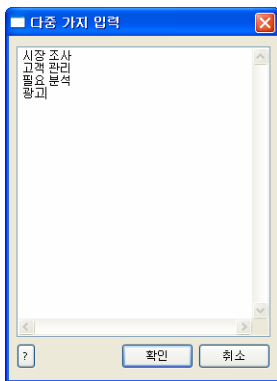 다중 가지 입력
시장 조사
고객 관리
필요 분석
광고
?
확인
취소